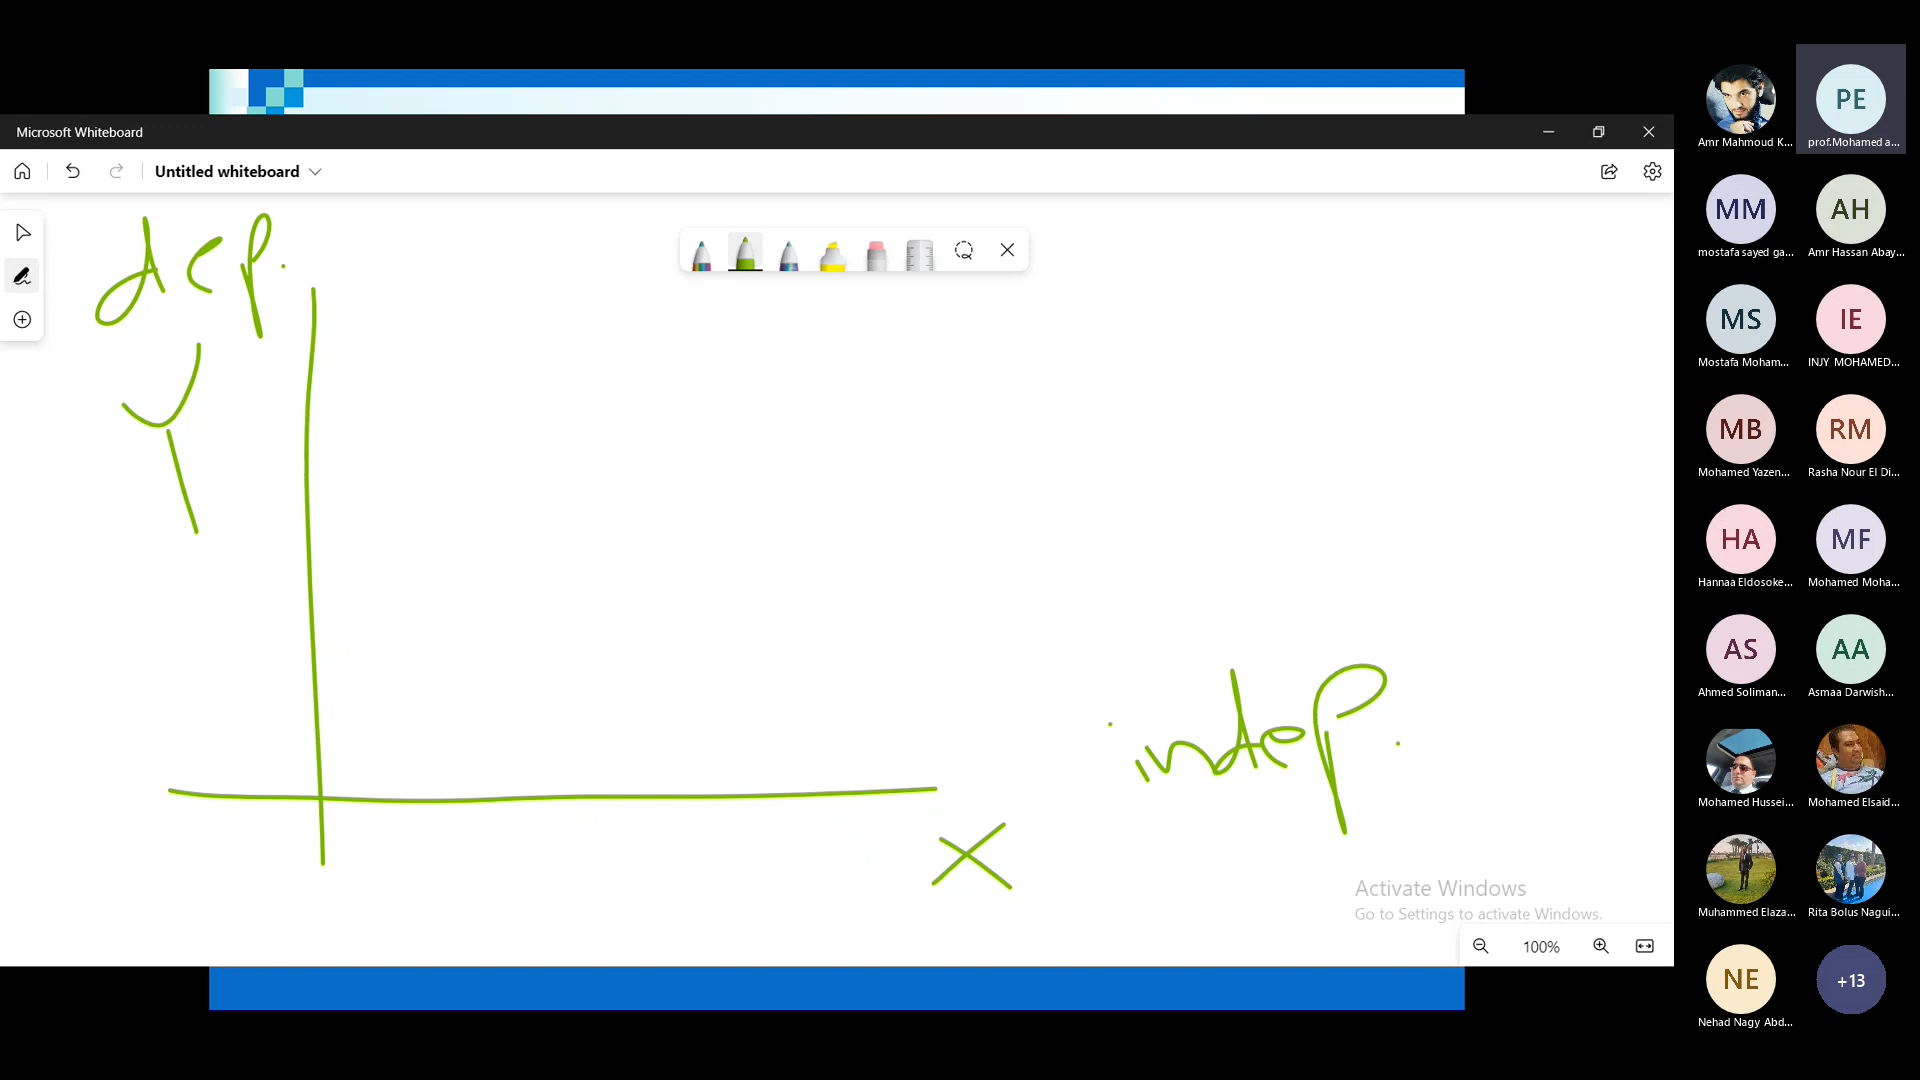 Microsoft Whiteboard
Untitled whiteboard
dep.
Y
indep.
X
Activate Windows
Go to Settings to activate Windows.
100%
Amr Mahmoud K...
PE
prof.Mohamed a...
MM
mostafa sayed ga...
AH
Amr Hassan Abay...
MS
Mostafa Moham...
IE
INJY MOHAMED...
MB
Mohamed Yazen...
RM
Rasha Nour El Di...
HA
Hannaa Eldosoke...
MF
Mohamed Moha...
AS
Ahmed Soliman...
AA
Asmaa Darwish...
Mohamed Hussei...
Mohamed Elsaid...
Muhammed Elaza...
Rita Bolus Nagui...
NE
Nehad Nagy Abd...
+13